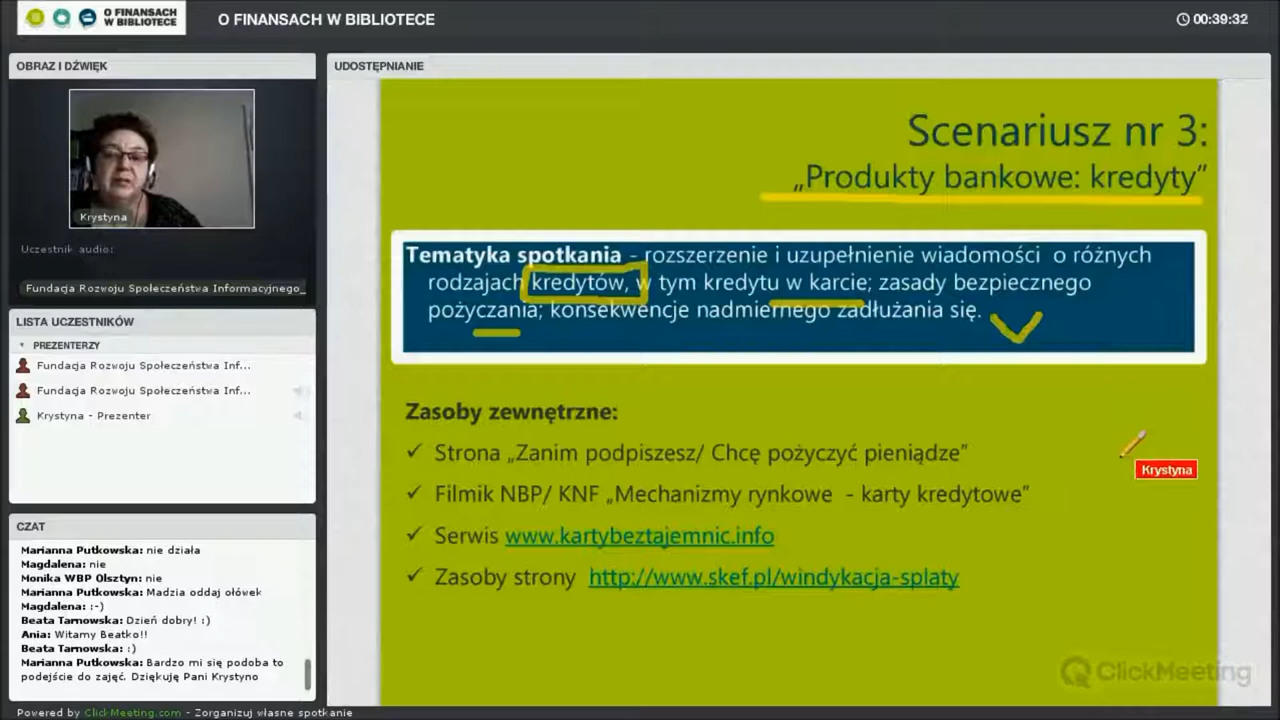 O FINANSACH
W BIBLIOTECE
O FINANSACH W BIBLIOTECE
00:39:32
OBRAZ I DŹWIĘK
Krystyna
Uczestnik audio:
Fundacja Rozwoju Społeczeństwa Informacyjnego_
LISTA UCZESTNIKÓW
PREZENTERZY
Fundacja Rozwoju Społeczeństwa Inf...
Fundacja Rozwoju Społeczeństwa Inf...
Krystyna - Prezenter
CZAT
Marianna Putkowska: nie działa
Magdalena: nie
Monika WBP Olsztyn: nie
Marianna Putkowska: Madzia oddaj ołówek
Magdalena: :-)
Beata Tarnowska: Dzień dobry! :)
Ania: Witamy Beatko!!
Beata Tarnowska: :)
Marianna Putkowska: Bardzo mi się podoba to
podejście do zajęć. Dziękuję Pani Krystyno
UDOSTĘPNIANIE
Scenariusz nr 3:
„Produkty bankowe: kredyty”
Tematyka spotkania - rozszerzenie i uzupełnienie wiadomości o różnych
rodzajach kredytów, w tym kredytu w karcie; zasady bezpiecznego
pożyczania; konsekwencje nadmiernego zadłużania się.
Zasoby zewnętrzne:
✓ Strona „Zanim podpiszesz/ Chcę pożyczyć pieniądze”
✓ Filmik NBP/ KNF „Mechanizmy rynkowe - karty kredytowe”
✓ Serwis www.kartybeztajemnic.info
✓ Zasoby strony http://www.skef.pl/windykacja-splaty
Krystyna
ClickMeeting
Powered by ClickMeeting.com - Zorganizuj własne spotkanie